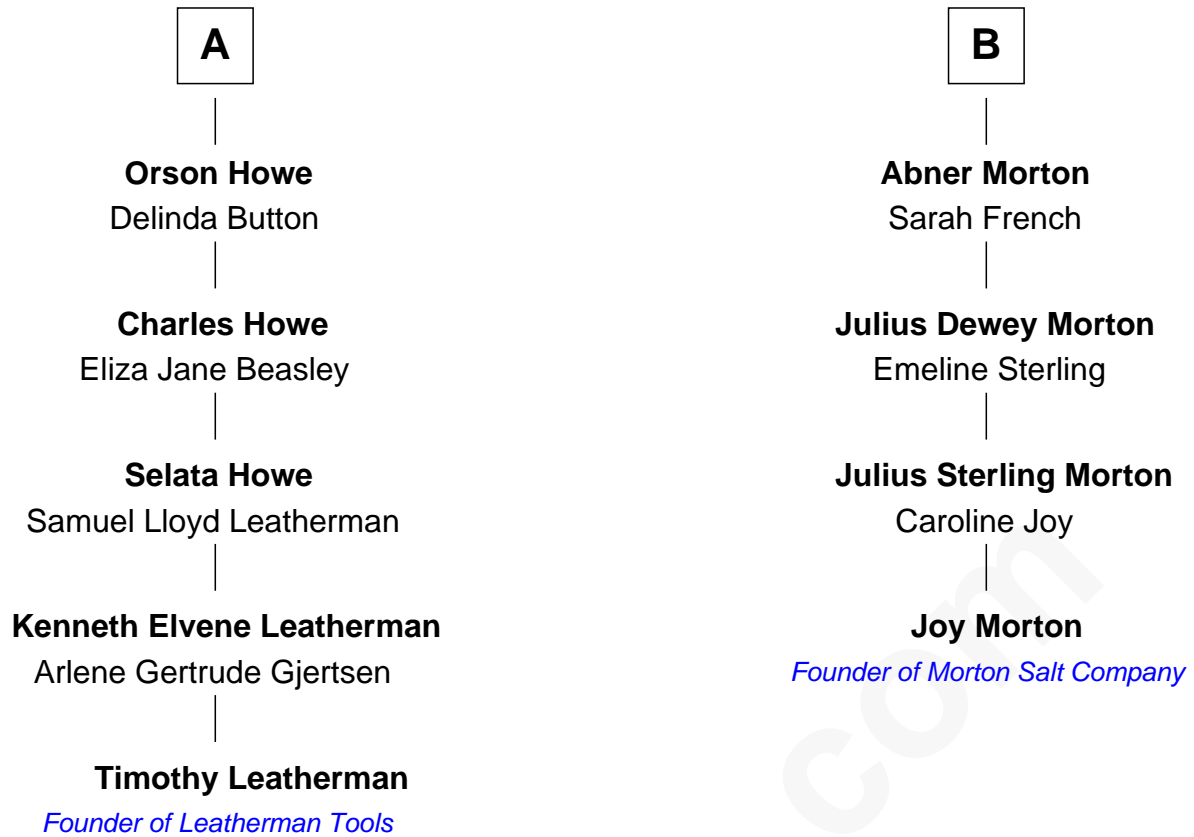 A
Orson Howe
Delinda Button
Charles Howe
Eliza Jane Beasley
Selata Howe
Samuel Lloyd Leatherman
Kenneth Elvene Leatherman
Arlene Gertrude Gjertsen
Timothy Leatherman
Founder of Leatherman Tools
B
Abner Morton
Sarah French
Julius Dewey Morton
Emeline Sterling
Julius Sterling Morton
Caroline Joy
Joy Morton
Founder of Morton Salt Company
com